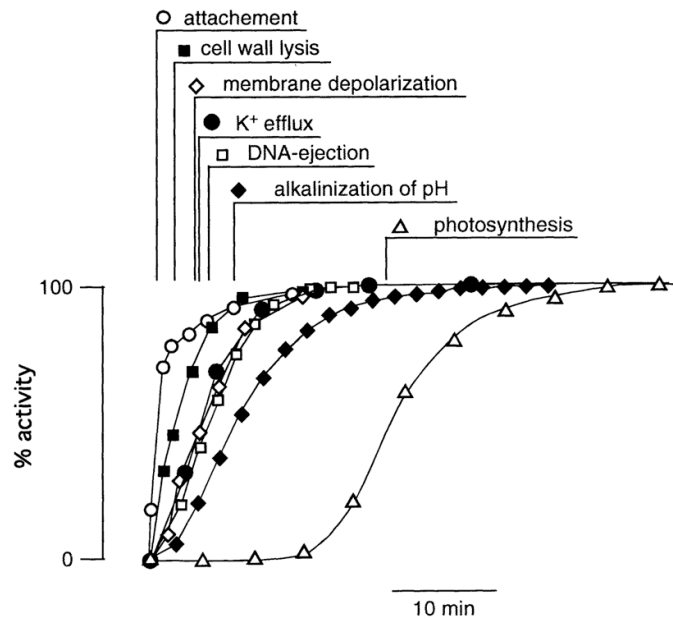 attachement
cell wall lysis
membrane depolarization
K⁺ efflux
DNA-ejection
alkalinization of pH
photosynthesis
100
% activity
0
10 min